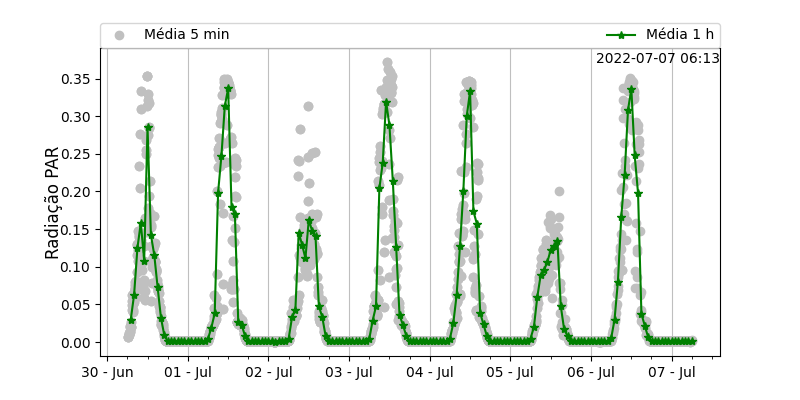 Média 5 min
Média 1 h
2022-07-07 06:13
Radiação PAR
0.35
0.30
0.25
0.20
0.15
0.10
0.05
0.00
30 - Jun
01 - Jul
02 - Jul
03 - Jul
04 - Jul
05 - Jul
06 - Jul
07 - Jul